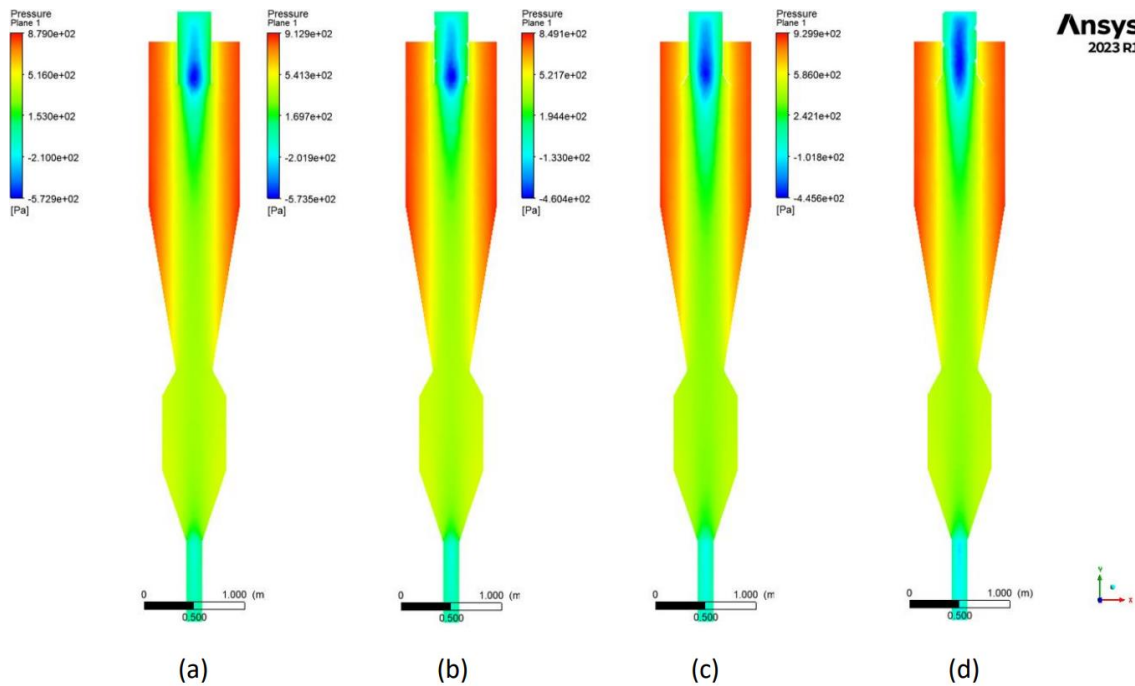 Pressure
Plane 1
8.790e+02
5.160e+02
1.530e+02
-2.100e+02
-5.729e+02
[Pa]
Pressure
Plane 1
9.129e+02
5.413e+02
1.697e+02
-2.019e+02
-5.735e+02
[Pa]
Pressure
Plane 1
8.491e+02
5.217e+02
1.944e+02
-1.330e+02
-4.604e+02
[Pa]
Pressure
Plane 1
9.299e+02
5.860e+02
2.421e+02
-1.018e+02
-4.456e+02
[Pa]
Ansys
2023 R1
0 1.000 (m
0.500
0 1.000 (m
0.500
0 1.000 (m
0.500
0 1.000 (m)
0.500
Y
X
(a) (b) (c) (d)